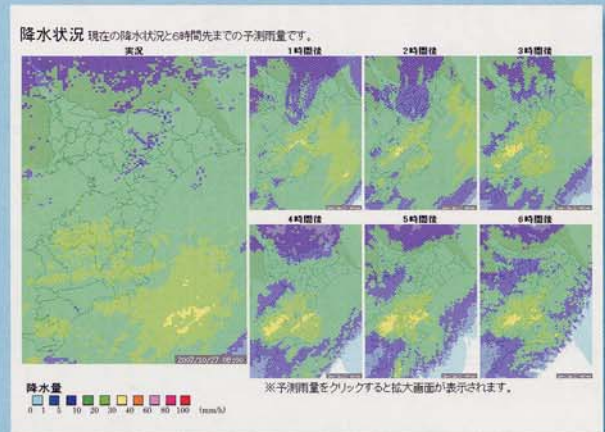 降水状況 現在の降水状況と6時間先までの予測雨量です。
実況
1時間後
2時間後
3時間後
4時間後
5時間後
6時間後
降水量
※予測雨量をクリックすると拡大画面が表示されます。
0 1 5 10 20 30 40 60 80 100 (mm/h)